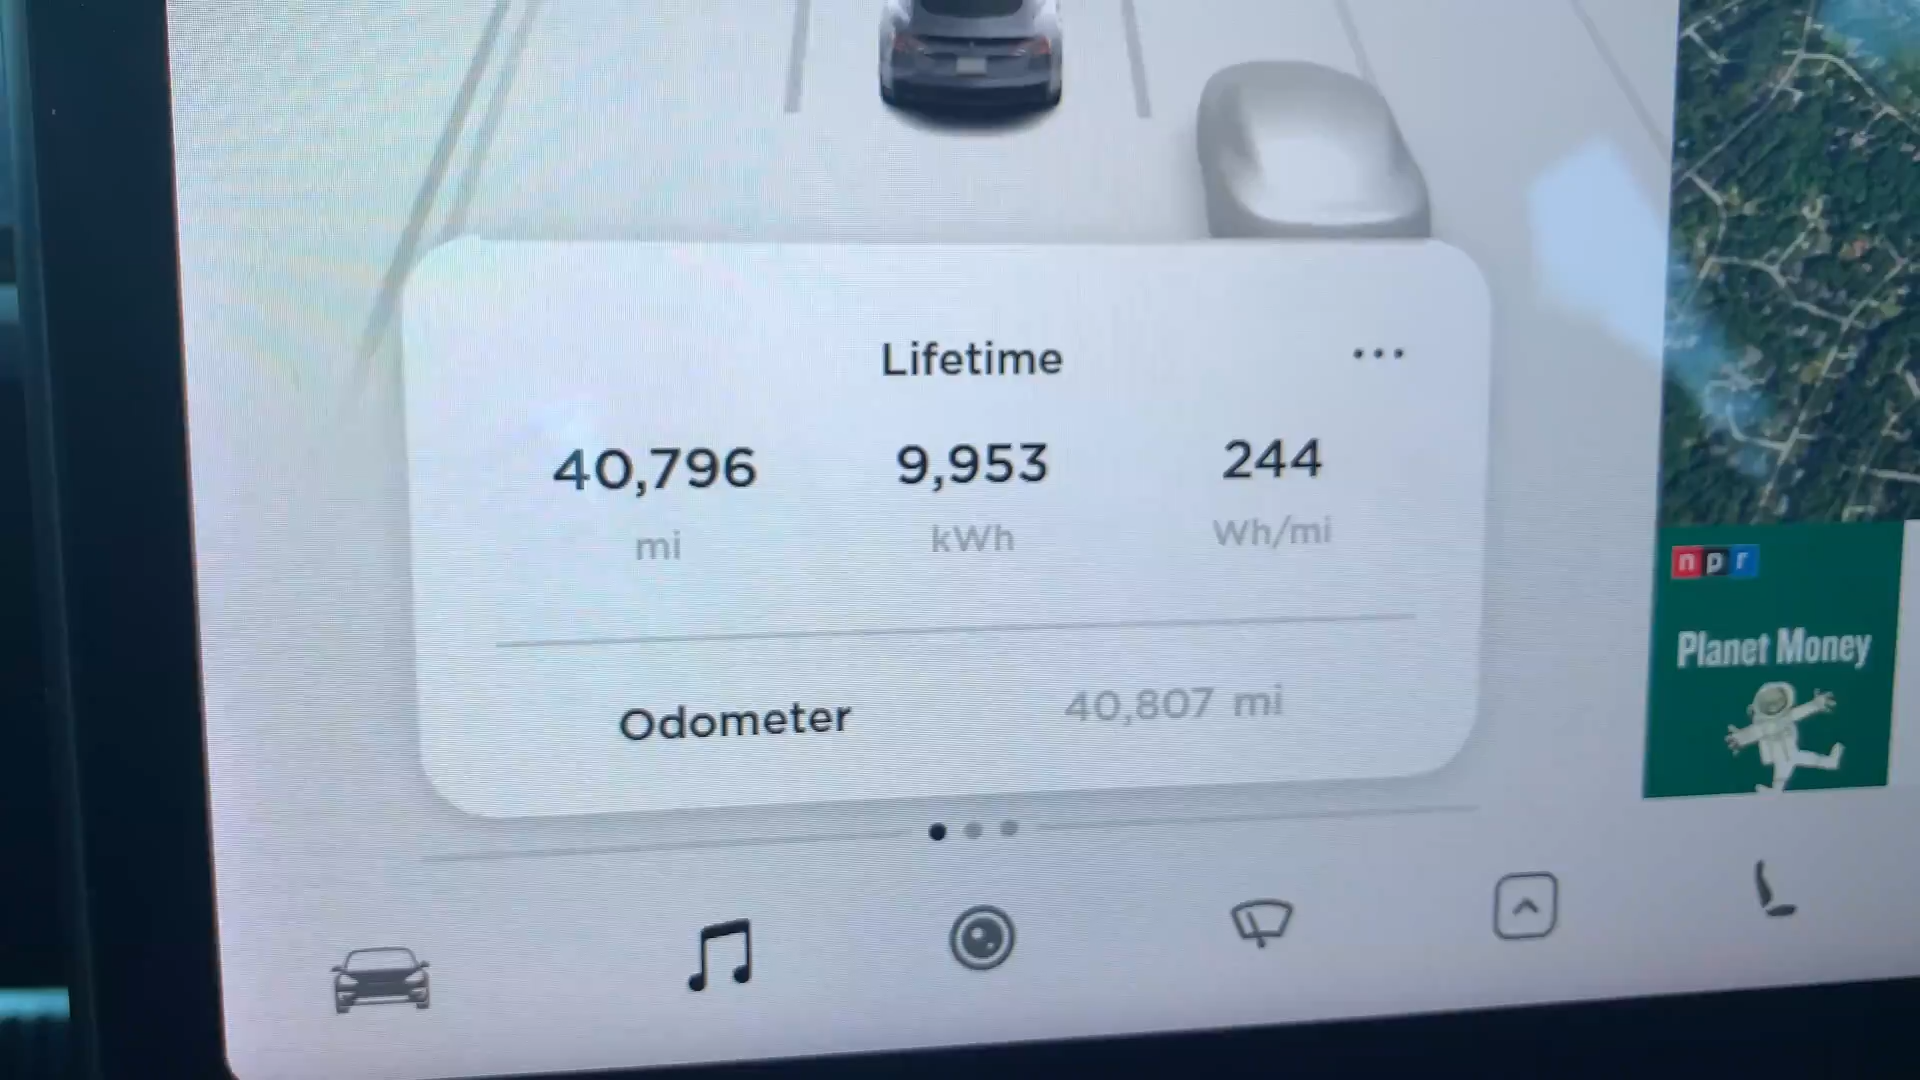 Lifetime
40,796 9,953 244
mi kWh Wh/mi
Odometer 40,807 mi
npr
Planet Money